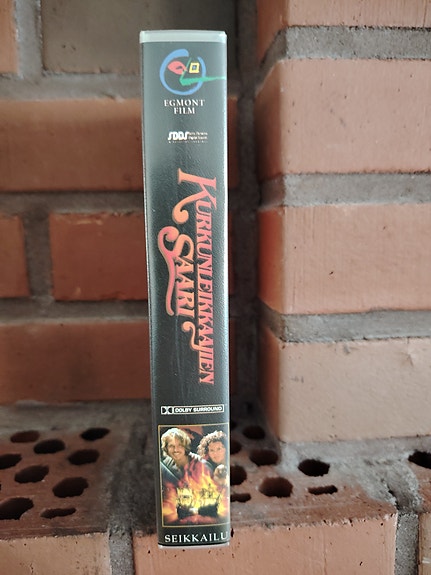 EGMONT
FILM
SDDS
KURKUNLEIKKAAJIEN
SAARI
DOLBY SURROUND
SEIKKAILU